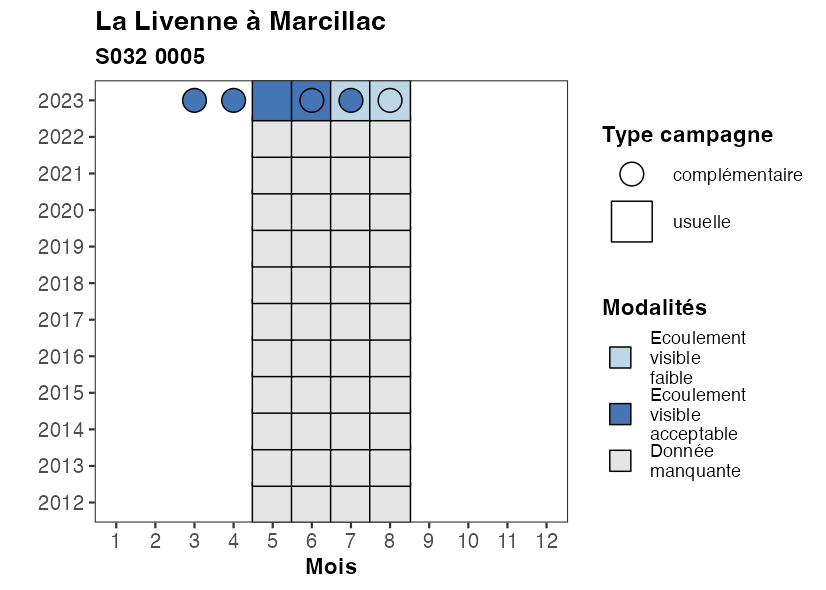 La Livenne à Marcillac
S032 0005
2023
2022
2021
2020
2019
2018
2017
2016
2015
2014
2013
2012
1 2 3 4 5 6 7 8 9 10 11 12
Mois
Type campagne
complémentaire
usuelle
Modalités
Ecoulement
visible
faible
Ecoulement
visible
acceptable
Donnée
manquante